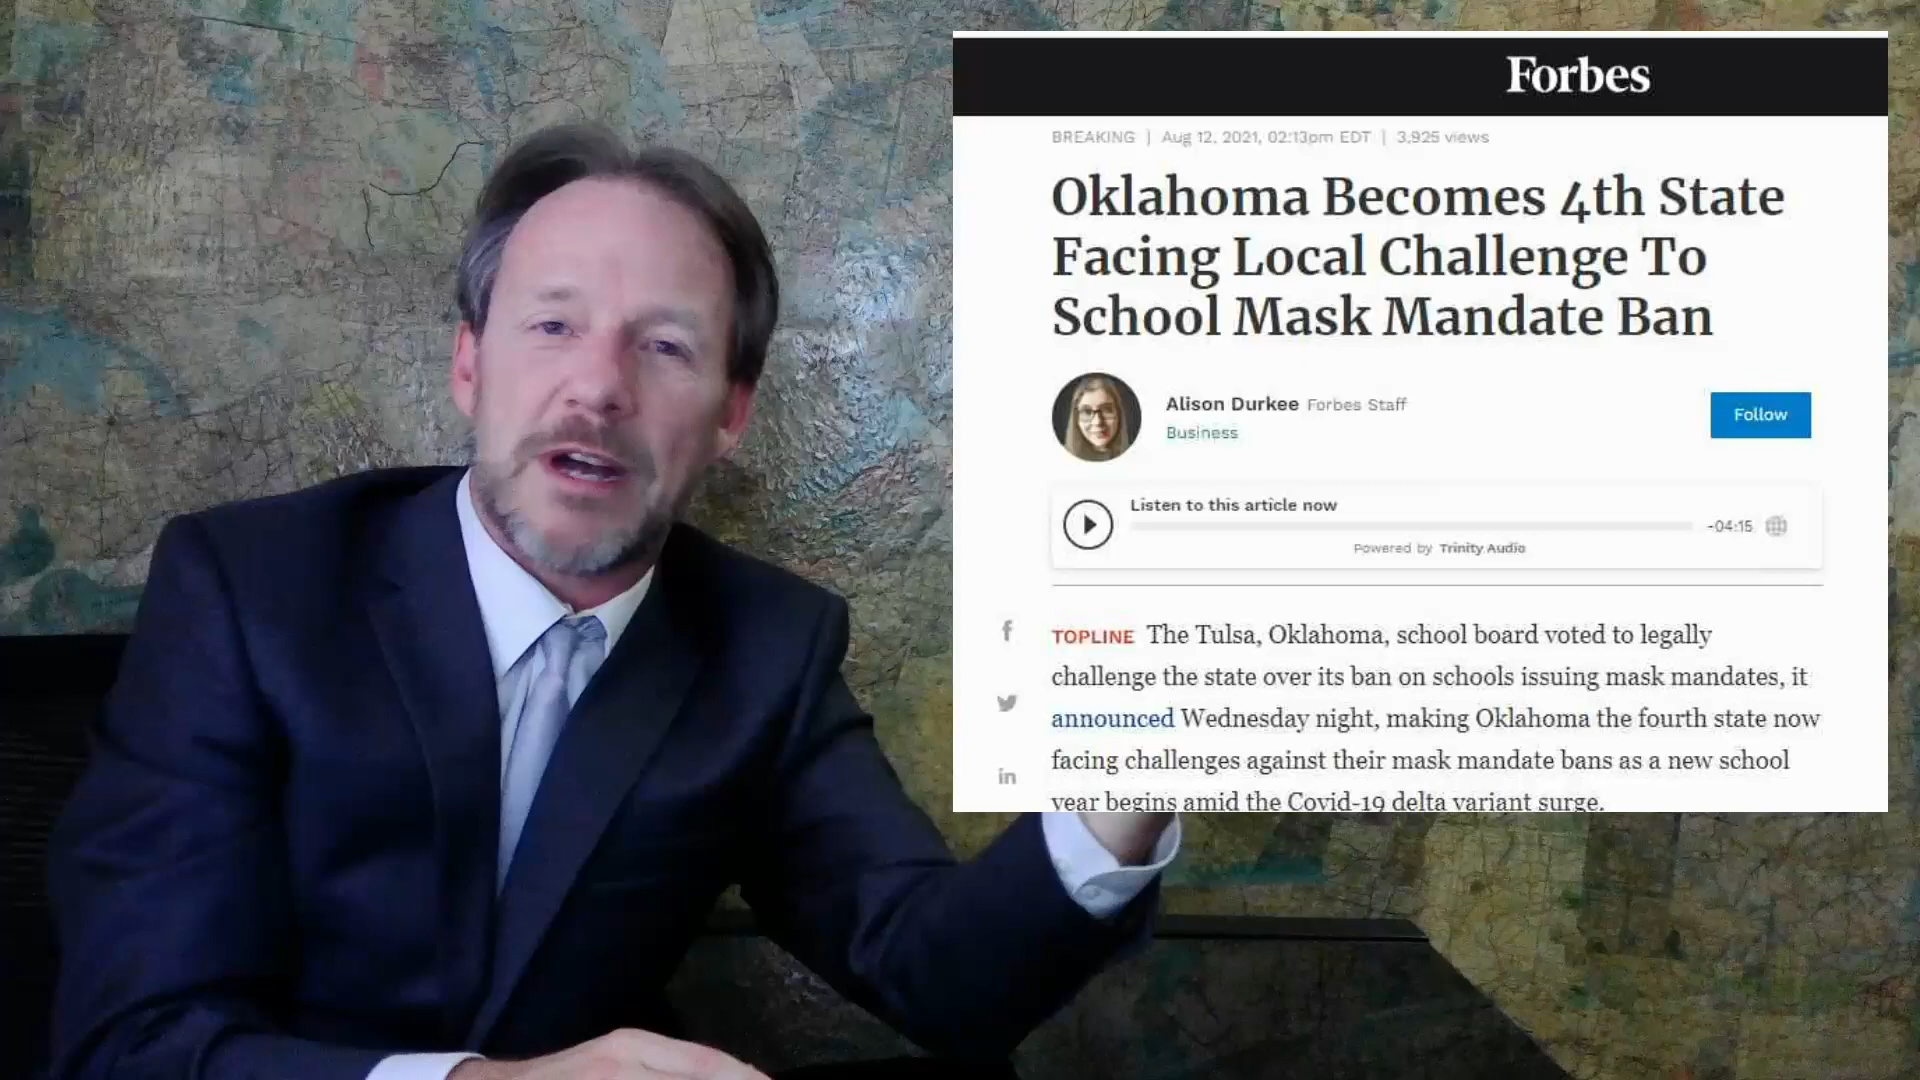 Forbes
BREAKING | Aug 12, 2021, 02:13pm EDT | 3,925 views
Oklahoma Becomes 4th State
Facing Local Challenge To
School Mask Mandate Ban
Alison Durkee Forbes Staff
Business
Follow
Listen to this article now
-04:15
Powered by Trinity Audio
f
in
TOPLINE The Tulsa, Oklahoma, school board voted to legally
challenge the state over its ban on schools issuing mask mandates, it
announced Wednesday night, making Oklahoma the fourth state now
facing challenges against their mask mandate bans as a new school
year begins amid the Covid-19 delta variant surge.